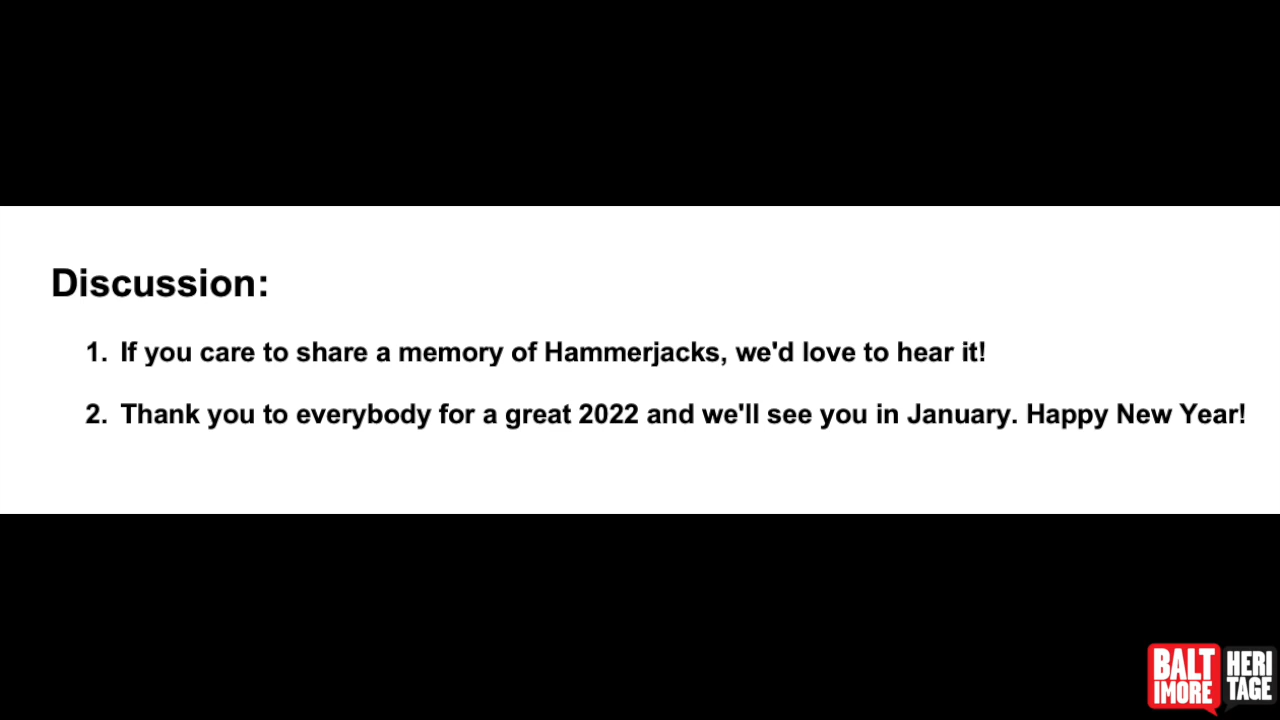 Discussion:
1. If you care to share a memory of Hammerjacks, we'd love to hear it!
2. Thank you to everybody for a great 2022 and we'll see you in January. Happy New Year!
BALT
IMORE
HERI
TAGE